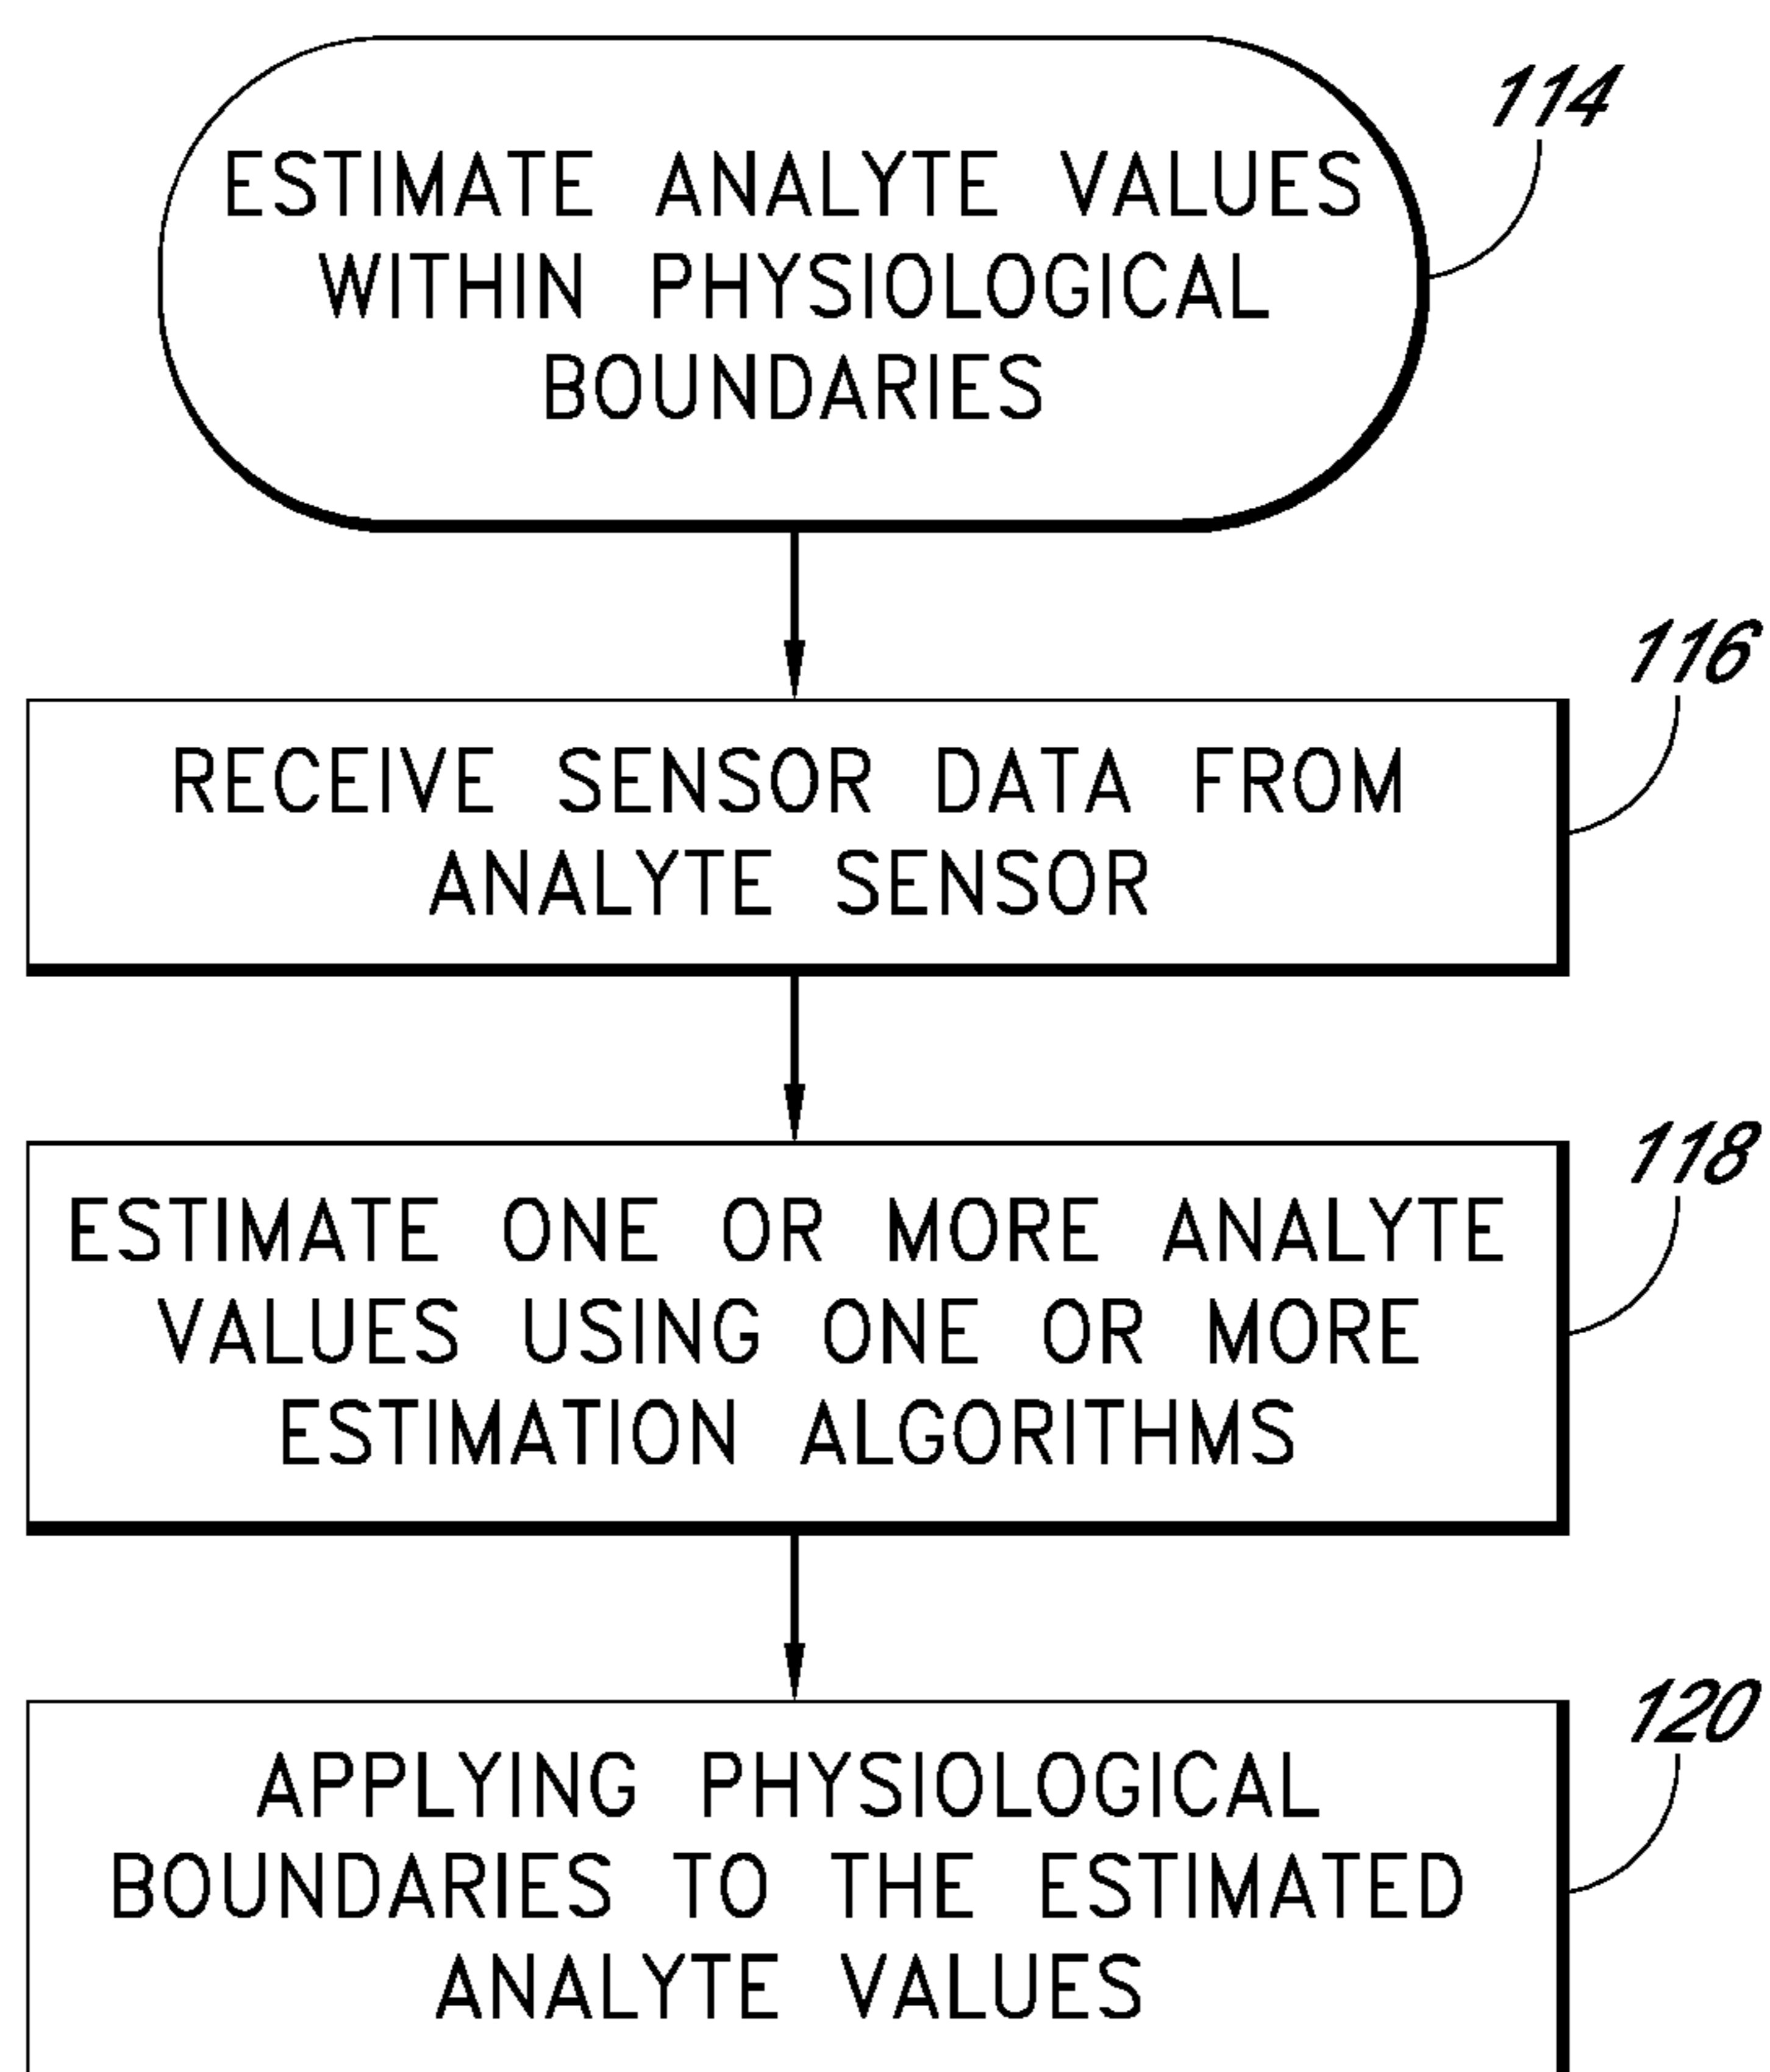 ESTIMATE ANALYTE VALUES
WITHIN PHYSIOLOGICAL
BOUNDARIES
114
RECEIVE SENSOR DATA FROM
ANALYTE SENSOR
116
ESTIMATE ONE OR MORE ANALYTE
VALUES USING ONE OR MORE
ESTIMATION ALGORITHMS
118
APPLYING PHYSIOLOGICAL
BOUNDARIES TO THE ESTIMATED
ANALYTE VALUES
120